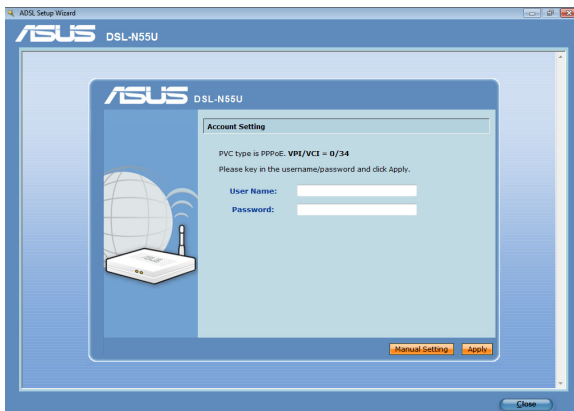 ADSL Setup Wizard
ASUS DSL-N55U
ASUS DSL-N55U
Account Setting
PVC type is PPPoE. VPI/VCI = 0/34
Please key in the username/password and click Apply.
User Name:
Password:
ASUS
Manual Setting Apply
Close